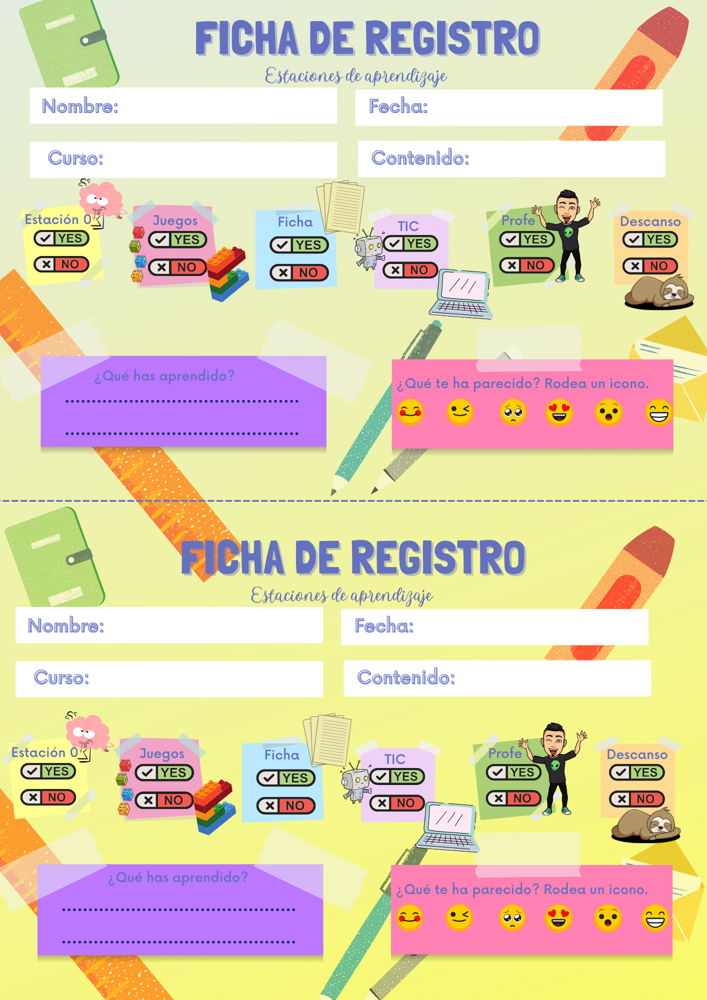 FICHA DE REGISTRO
Estaciones de aprendizaje
Nombre:
Fecha:
Curso:
Contenido:
Estación 0
YES
NO
Juegos
YES
NO
Ficha
YES
NO
TIC
YES
NO
Profe
YES
NO
Descanso
YES
NO
¿Qué has aprendido?
¿Qué te ha parecido? Rodea un icono.
FICHA DE REGISTRO
Estaciones de aprendizaje
Nombre:
Fecha:
Curso:
Contenido:
Estación 0
YES
NO
Juegos
YES
NO
Ficha
YES
NO
TIC
YES
NO
Profe
YES
NO
Descanso
YES
NO
¿Qué has aprendido?
¿Qué te ha parecido? Rodea un icono.